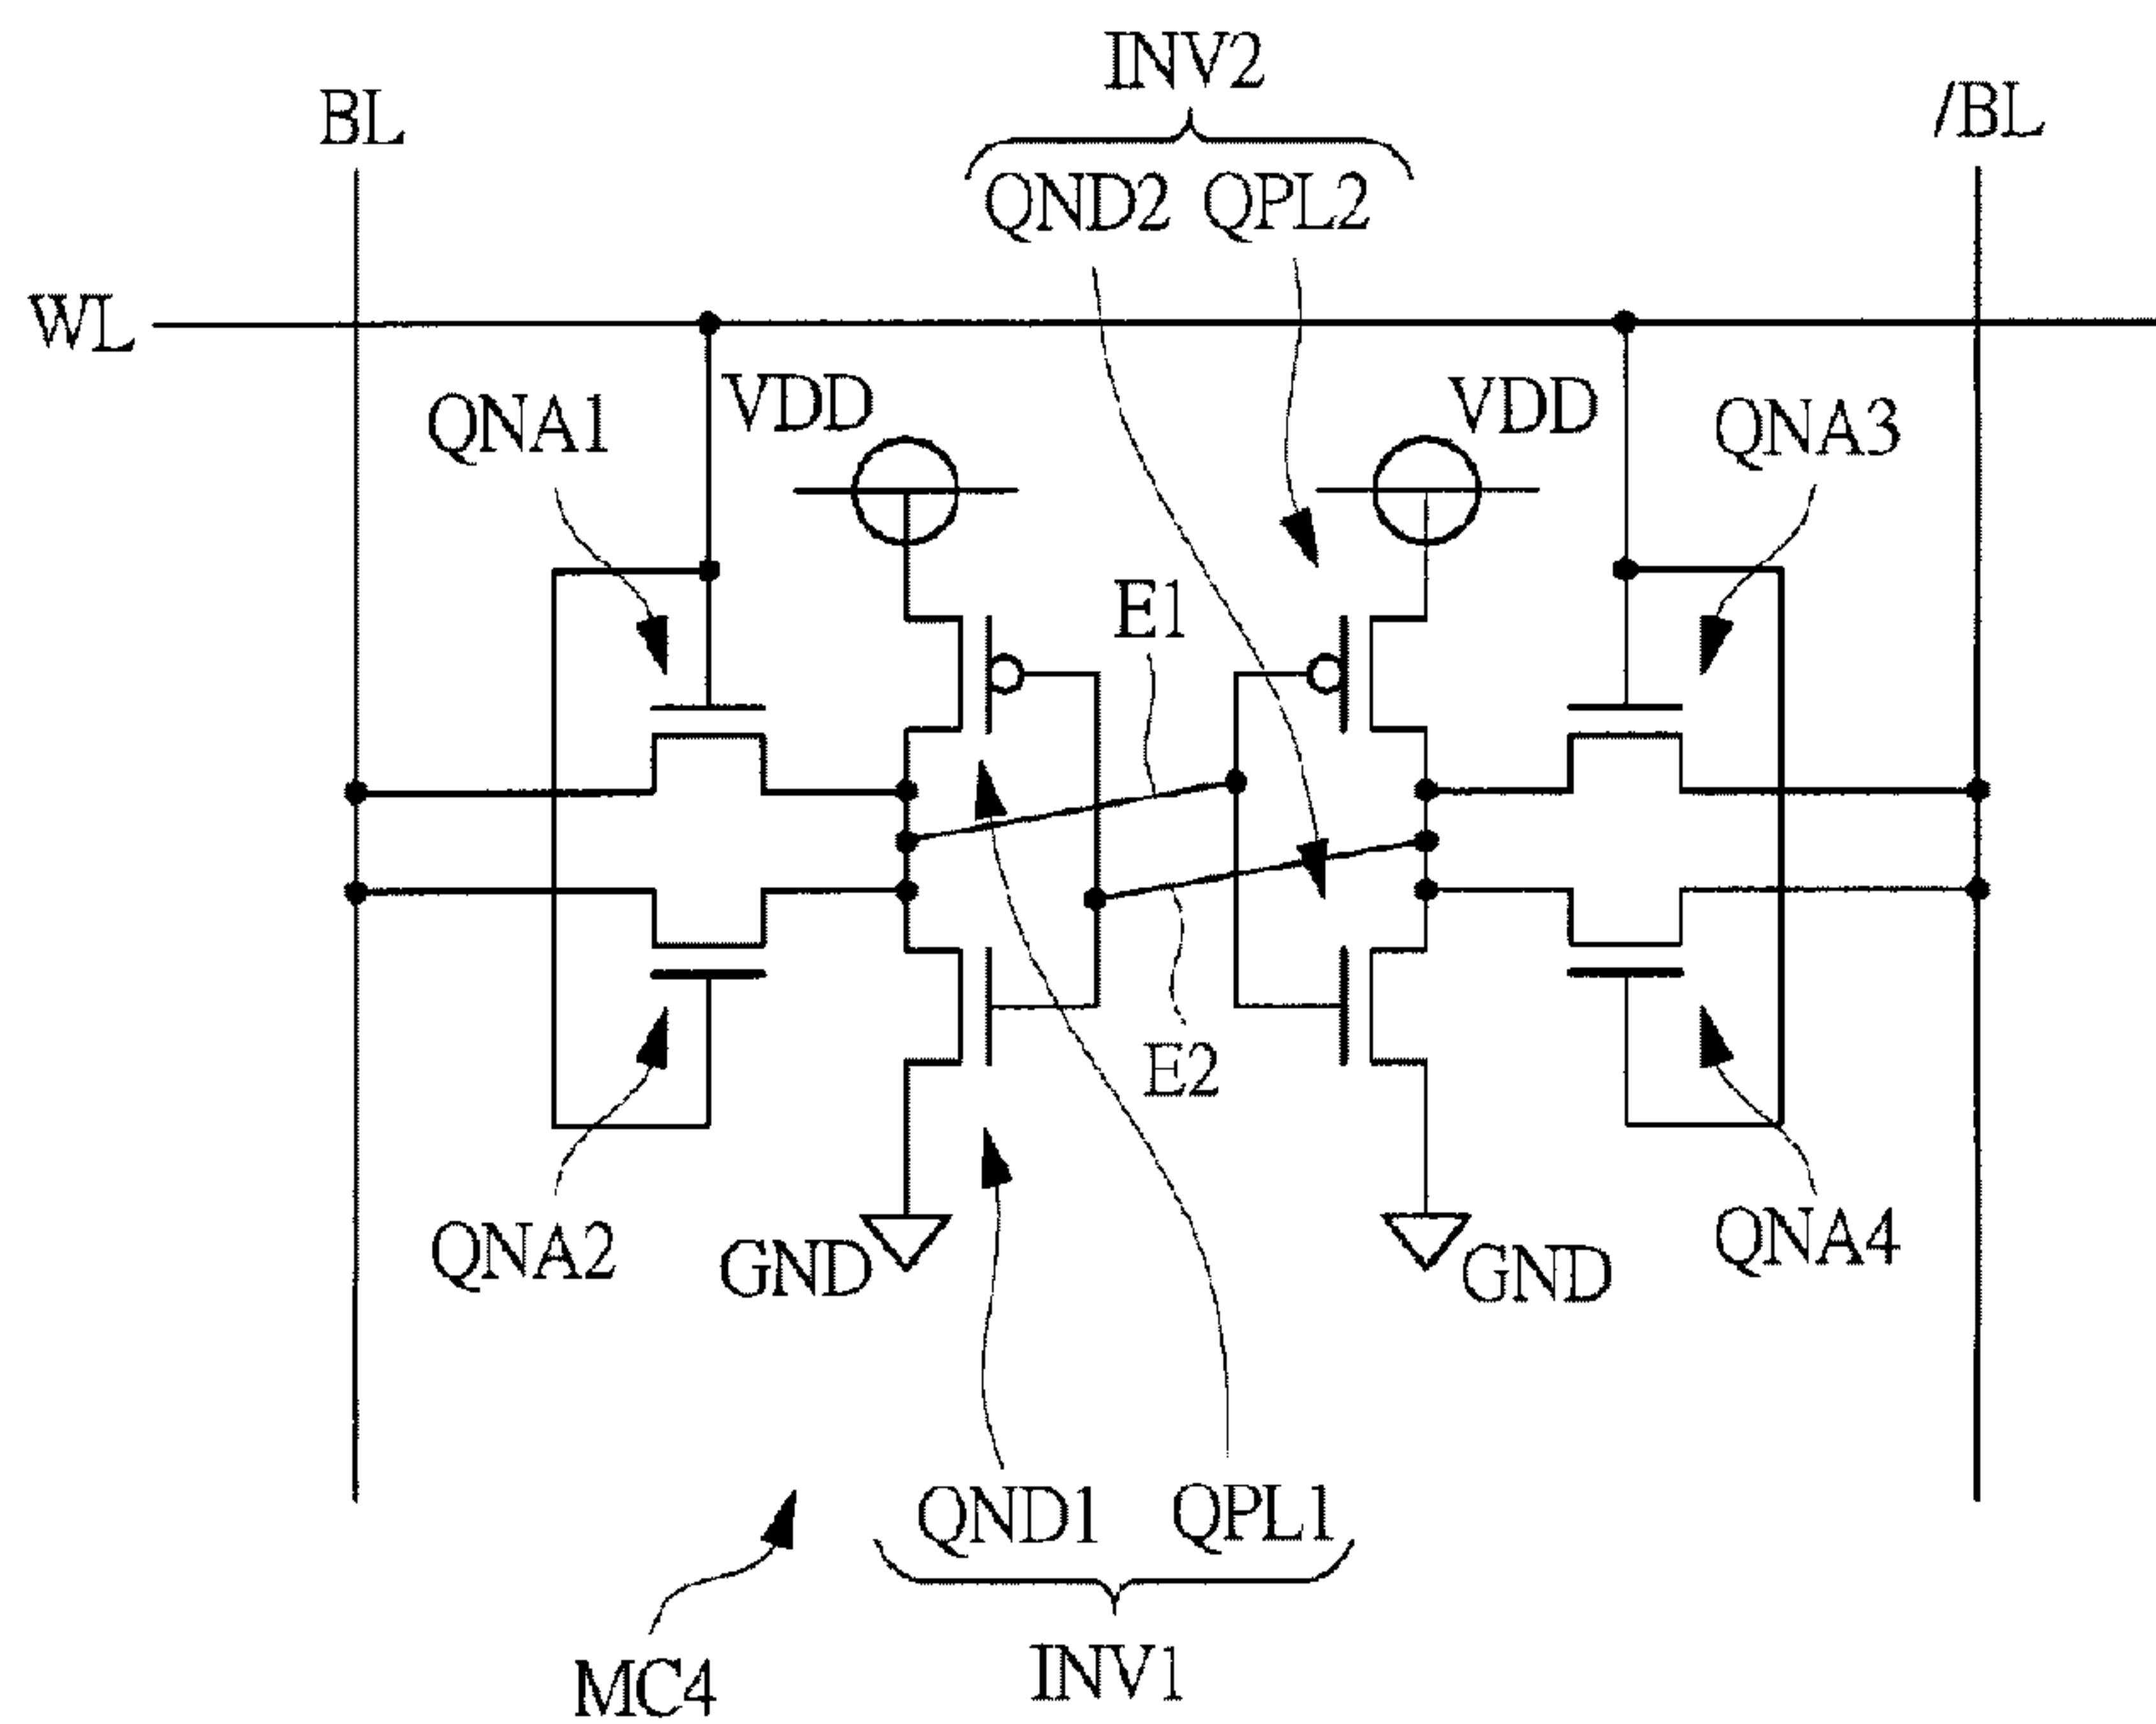 INV2
BL
/BL
QND2 QPL2
WL
VDD
VDD
QNA1
QNA3
E1
E2
QNA2
GND
GND
QNA4
QND1 QPL1
MC4
INV1